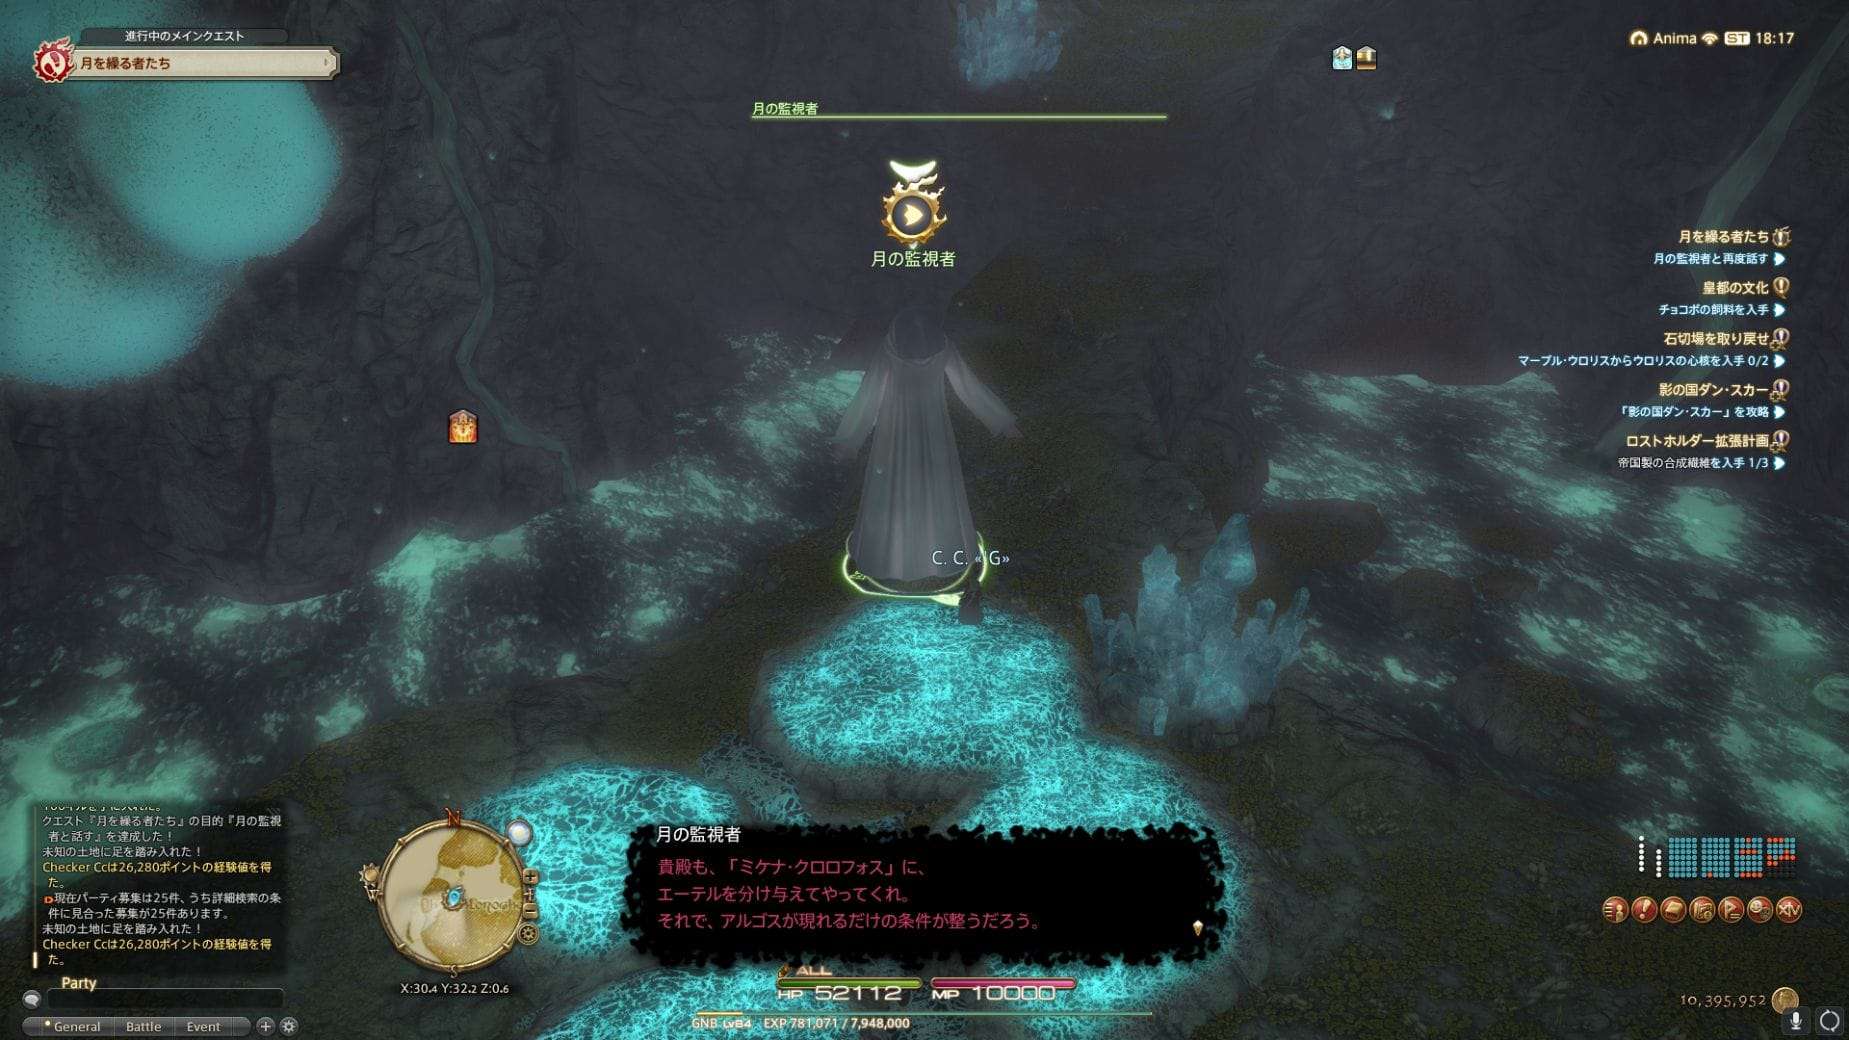 進行中のメインクエスト
月を繰る者たち
Anima ST 18:17
月の監視者
月の監視者
月を繰る者たち
月の監視者と再度話す
皇都の文化
チョコボの飼料を入手
石切場を取り戻せ
マーブル・ウロリスからウロリスの心核を入手 0/2
影の国ダン・スカー
「影の国ダン・スカー」を攻略
ロストホルダー拡張計画
帝国製の合成繊維を入手 1/3
C. C. «G»
クエスト『月を繰る者たち』の目的『月の監視
者と話す』を達成した！
未知の土地に足を踏み入れた！
Checker Ccは26,280ポイントの経験値を得
た。
現在パーティ募集は25件、うち詳細検索の条
件に見合った募集が25件あります。
未知の土地に足を踏み入れた！
Checker Ccは26,280ポイントの経験値を得
た。
Party
General Battle Event
N
S
X:30.4 Y:32.2 Z:0.6
月の監視者
貴殿も、「ミケナ・クロロフォス」に、
エーテルを分け与えてやってくれ。
それで、アルゴスが現れるだけの条件が整うだろう。
ALL
HP 52112 MP 10000
GNB Lv84 EXP 781,071 / 7,948,000
XIV
10,395,952